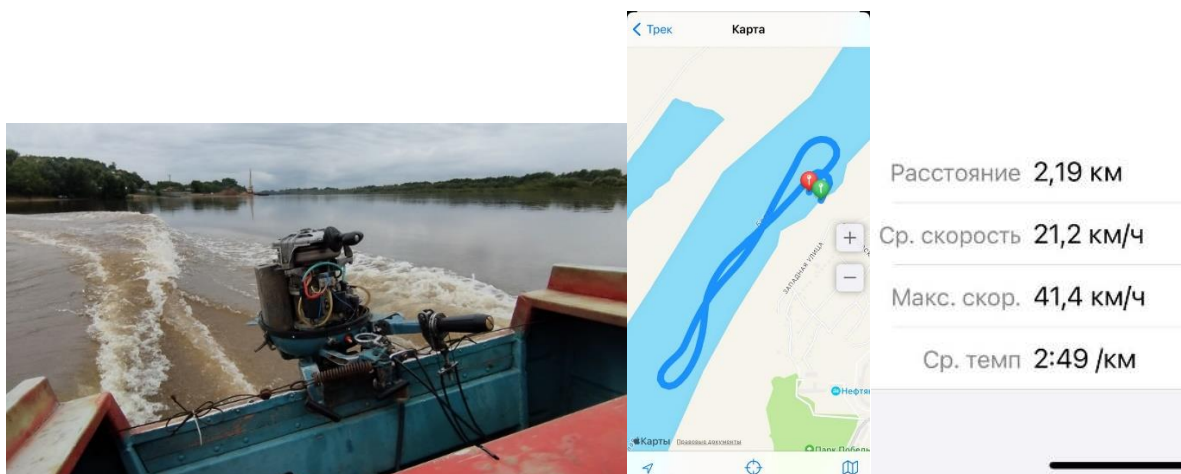 Трек
Карта
ЗАПАДНАЯ УЛИЦА
+
−
Нефтя
Карты
Правовые документы
Парк Победы
Расстояние 2,19 км
Ср. скорость 21,2 км/ч
Макс. скор. 41,4 км/ч
Ср. темп 2:49 /км